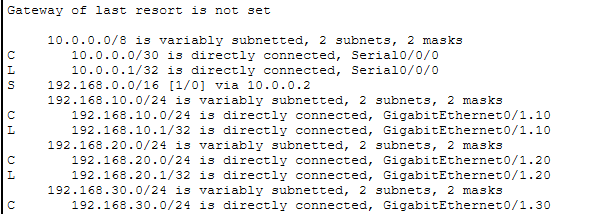 Gateway of last resort is not set
10.0.0.0/8 is variably subnetted, 2 subnets, 2 masks
C 10.0.0.0/30 is directly connected, Serial0/0/0
L 10.0.0.1/32 is directly connected, Serial0/0/0
S 192.168.0.0/16 [1/0] via 10.0.0.2
192.168.10.0/24 is variably subnetted, 2 subnets, 2 masks
C 192.168.10.0/24 is directly connected, GigabitEthernet0/1.10
L 192.168.10.1/32 is directly connected, GigabitEthernet0/1.10
192.168.20.0/24 is variably subnetted, 2 subnets, 2 masks
C 192.168.20.0/24 is directly connected, GigabitEthernet0/1.20
L 192.168.20.1/32 is directly connected, GigabitEthernet0/1.20
192.168.30.0/24 is variably subnetted, 2 subnets, 2 masks
C 192.168.30.0/24 is directly connected, GigabitEthernet0/1.30